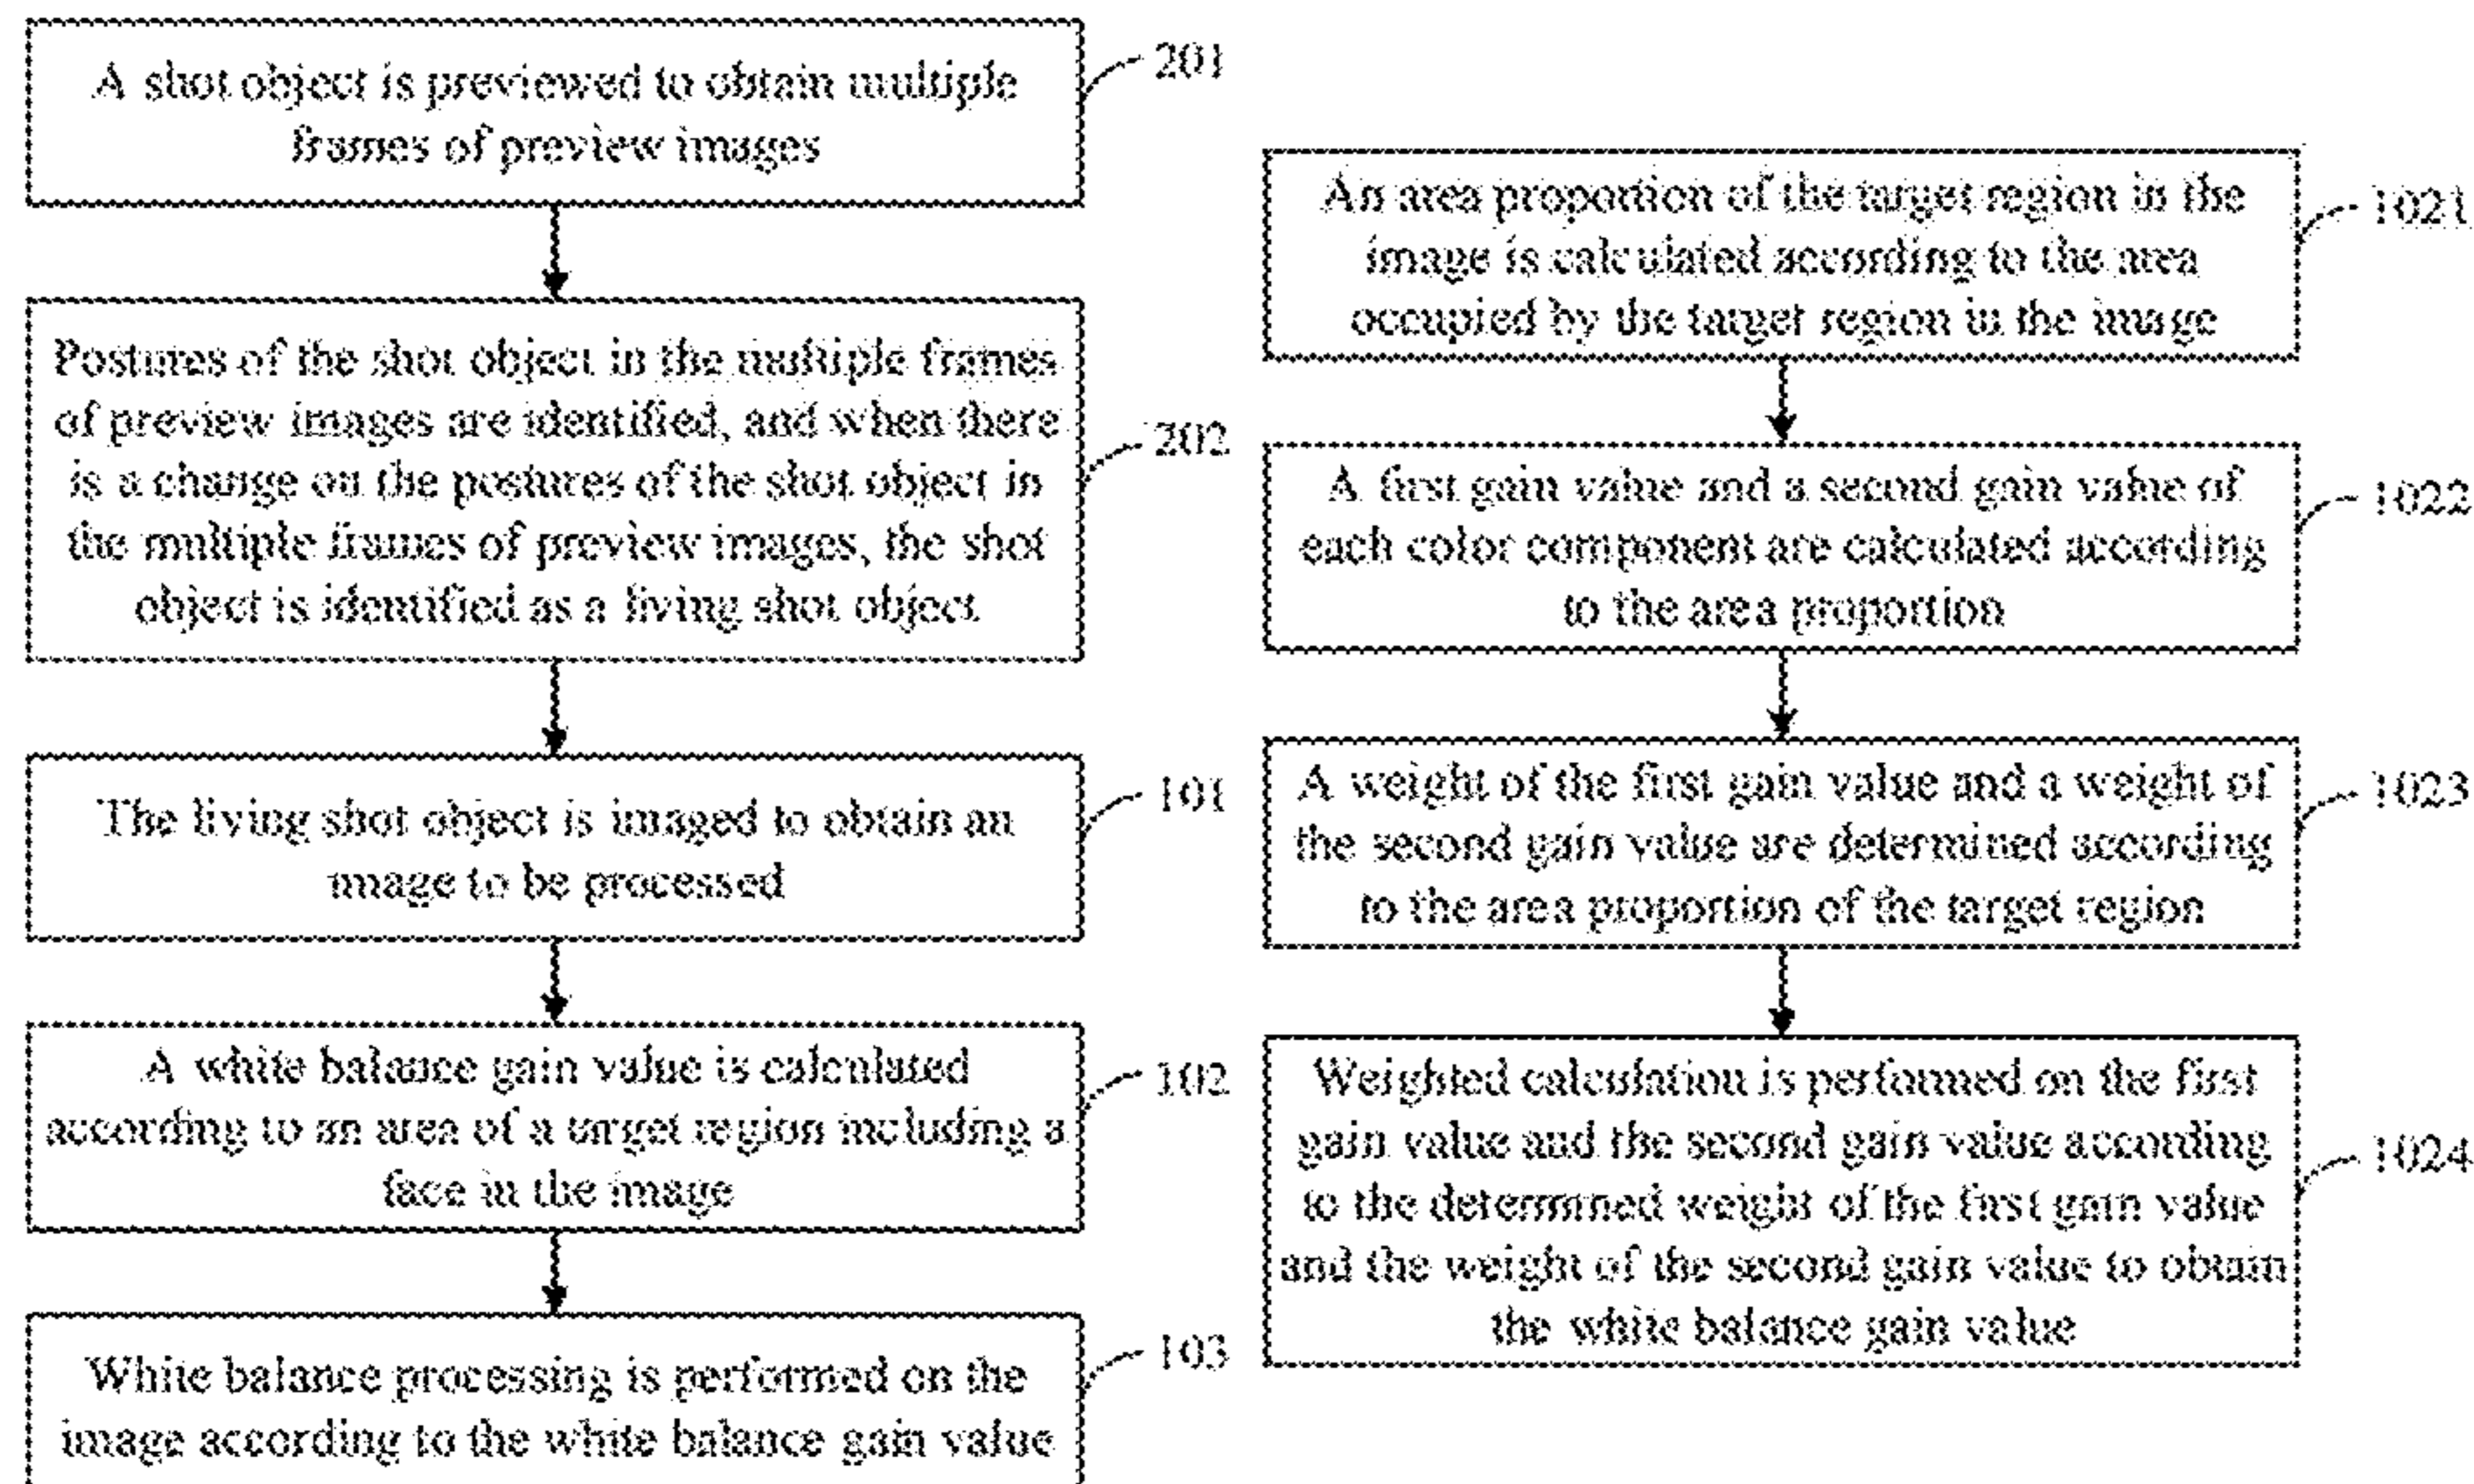 A shot object is previewed to obtain multiple
frames of preview images
201
Postures of the shot object in the multiple frames
of preview images are identified, and when there
is a change on the postures of the shot object in
the multiple frames of preview images, the shot
object is identified as a living shot object
202
The living shot object is imaged to obtain an
image to be processed
101
A white balance gain value is calculated
according to an area of a target region including a
face in the image
102
White balance processing is performed on the
image according to the white balance gain value
103
An area proportion of the target region in the
image is calculated according to the area
occupied by the target region in the image
1021
A first gain value and a second gain value of
each color component are calculated according
to the area proportion
1022
A weight of the first gain value and a weight of
the second gain value are determined according
to the area proportion of the target region
1023
Weighted calculation is performed on the first
gain value and the second gain value according
to the determined weight of the first gain value
and the weight of the second gain value to obtain
the white balance gain value
1024